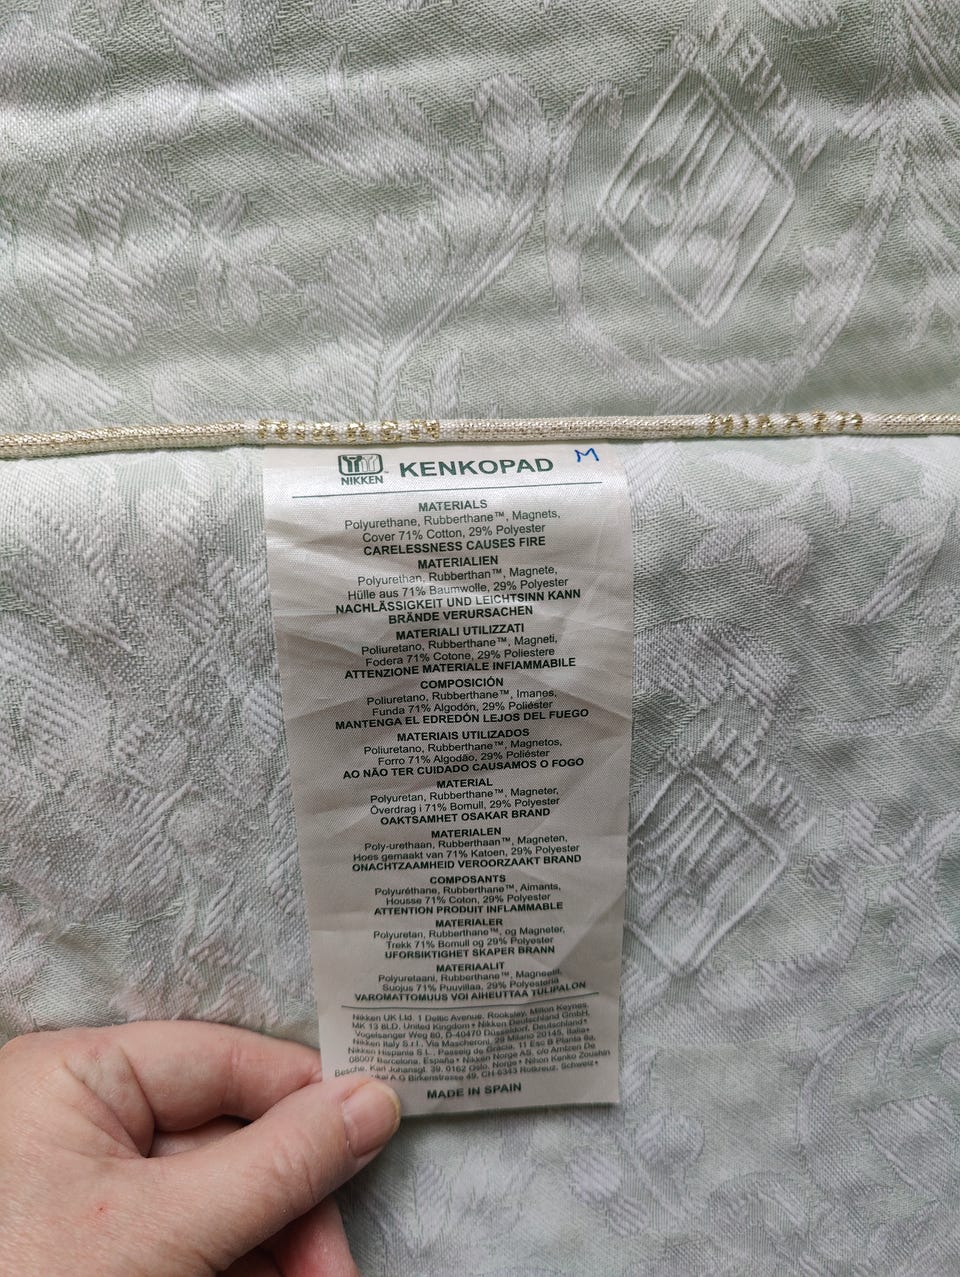 NIKKEN
NIKKEN
NIKKEN™
KENKOPAD
M
MATERIALS
Polyurethane, Rubberthane™, Magnets,
Cover 71% Cotton, 29% Polyester
CARELESSNESS CAUSES FIRE
MATERIALIEN
Polyurethan, Rubberthan™, Magnete,
Hülle aus 71% Baumwolle, 29% Polyester
NACHLÄSSIGKEIT UND LEICHTSINN KANN
BRÄNDE VERURSACHEN
MATERIALI UTILIZZATI
Poliuretano, Rubberthane™, Magneti,
Fodera 71% Cotone, 29% Poliestere
ATTENZIONE MATERIALE INFIAMMABILE
COMPOSICIÓN
Poliuretano, Rubberthane™, Imanes,
Funda 71% Algodón, 29% Poliéster
MANTENGA EL EDREDÓN LEJOS DEL FUEGO
MATERIAIS UTILIZADOS
Poliuretano, Rubberthane™, Magnetos,
Forro 71% Algodão, 29% Poliéster
AO NÃO TER CUIDADO CAUSAMOS O FOGO
MATERIAL
Polyuretan, Rubberthane™, Magneter,
Överdrag i 71% Bomull, 29% Polyester
OAKTSAMHET OSAKAR BRAND
MATERIALEN
Poly-urethaan, Rubberthaan™, Magneten,
Hoes gemaakt van 71% Katoen, 29% Polyester
ONACHTZAAMHEID VEROORZAAKT BRAND
COMPOSANTS
Polyuréthane, Rubberthane™, Aimants,
Housse 71% Coton, 29% Polyester
ATTENTION PRODUIT INFLAMMABLE
MATERIALER
Polyuretan, Rubberthane™, og Magneter,
Trekk 71% Bomull og 29% Polyester
UFORSIKTIGHET SKAPER BRANN
MATERIAALIT
Polyuretaani, Rubberthane™, Magneetit,
Suojus 71% Puuvillaa, 29% Polyesteria
VAROMATTOMUUS VOI AIHEUTTAA TULIPALON
Nikken UK Ltd. 1 Deltic Avenue, Rooksley, Milton Keynes,
MK 13 8LD, United Kingdom • Nikken Deutschland GmbH,
Vogelsanger Weg 80, D-40470 Düsseldorf, Deutschland •
Nikken Italy S.r.l., Via Mascheroni, 29 Milano 20145, Italia •
Nikken Hispania S.L., Passeig de Gràcia, 11 Esc B Planta 8a,
08007 Barcelona, España • Nikken Norge AS, c/o Amtzen De
Besche, Karl Johansgt. 39, 0162 Oslo, Norge • Nihon Kenko Zoushin
A.G Birkenstrasse 49, CH-6343 Rotkreuz, Schweiz •
MADE IN SPAIN